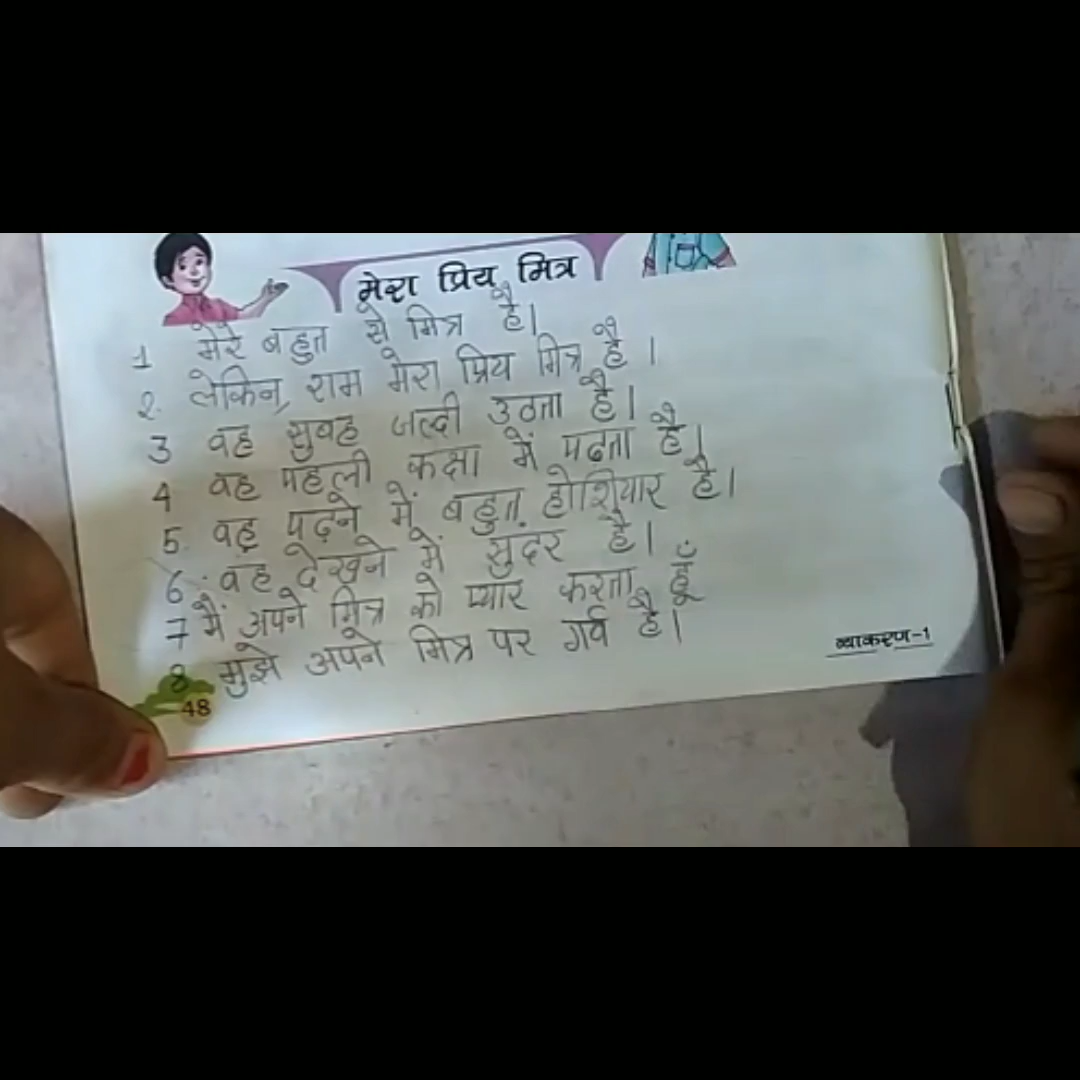 मेरा प्रिय मित्र
1 मेरे बहुत से मित्र है।
2. लेकिन, राम मेरा प्रिय मित्र है ।
3 वह सुबह जल्दी उठता है।
4 वह पहली कक्षा में पढता है।
5. वह पढ़ने में बहुत होशियार है।
6. वह देखने में सुंदर है।
7 मैं अपने मित्र को प्यार करता हूँ
8 मुझे अपने मित्र पर गर्व है।
48
व्याकरण-1